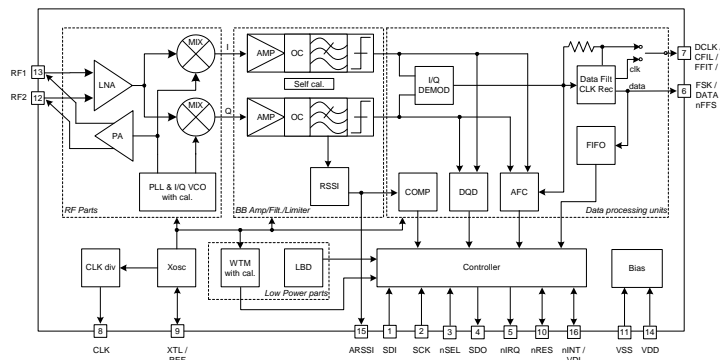 MIX
I
AMP
OC
DCLK /
CFIL /
FFIT /
7
clk
Self cal.
I/Q
DEMOD
Data Filt
CLK Rec
data
RF1
13
LNA
RF2
12
MIX
Q
AMP
OC
6
FSK /
DATA
nFFS
PA
FIFO
PLL & I/Q VCO
with cal.
RSSI
COMP
DQD
AFC
RF Parts
BB Amp/Filt./Limiter
Data processing units
CLK div
Xosc
WTM
with cal.
LBD
Controller
Bias
Low Power parts
8
9
15
1
2
3
4
5
10
16
11
14
CLK
XTL /
ARSSI
SDI
SCK
nSEL
SDO
nIRQ
nRES
nINT /
VSS
VDD